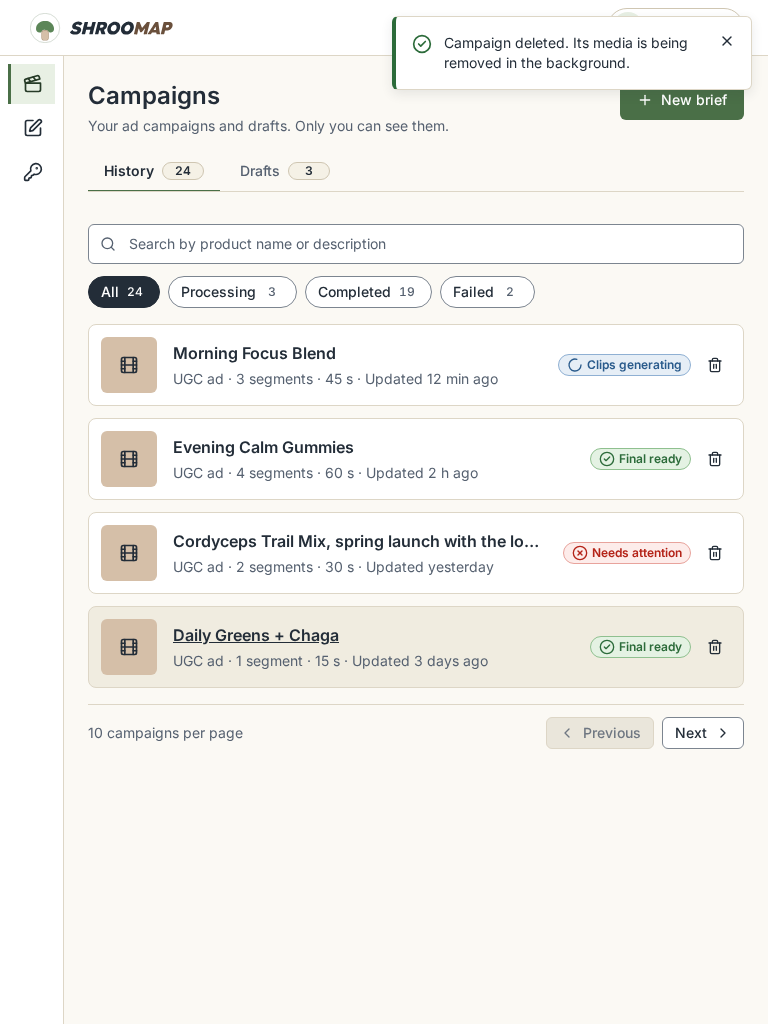 SHROOMAP
Campaign deleted. Its media is being
removed in the background.
Campaigns
New brief
Your ad campaigns and drafts. Only you can see them.
History 24 Drafts 3
Search by product name or description
All 24 Processing 3 Completed 19 Failed 2
Morning Focus Blend
UGC ad · 3 segments · 45 s · Updated 12 min ago
Clips generating
Evening Calm Gummies
UGC ad · 4 segments · 60 s · Updated 2 h ago
Final ready
Cordyceps Trail Mix, spring launch with the lo...
UGC ad · 2 segments · 30 s · Updated yesterday
Needs attention
Daily Greens + Chaga
UGC ad · 1 segment · 15 s · Updated 3 days ago
Final ready
10 campaigns per page
Previous Next